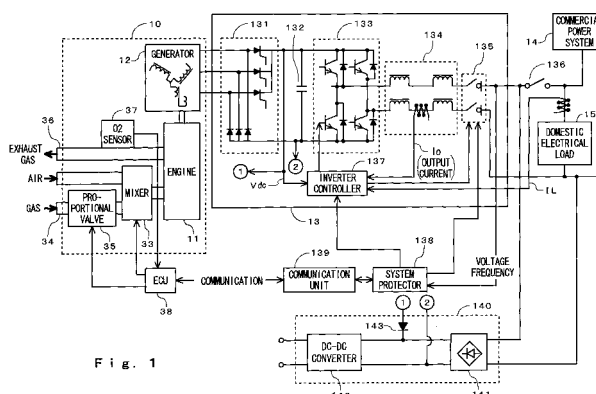 10
131
132
133
134
135
COMMERCIAL
POWER
SYSTEM
14
136
GENERATOR
12
37
O2
SENSOR
36
EXHAUST
GAS
AIR
GAS
34
MIXER
33
PRO-
PORTIONAL
VALVE
35
ENGINE
11
1
2
Vdc
Io
(OUTPUT
CURRENT)
137
INVERTER
CONTROLLER
13
IL
15
DOMESTIC
ELECTRICAL
LOAD
ECU
38
COMMUNICATION
139
COMMUNICATION
UNIT
138
SYSTEM
PROTECTOR
VOLTAGE
FREQUENCY
1
2
140
143
DC-DC
CONVERTER
141
Fig. 1